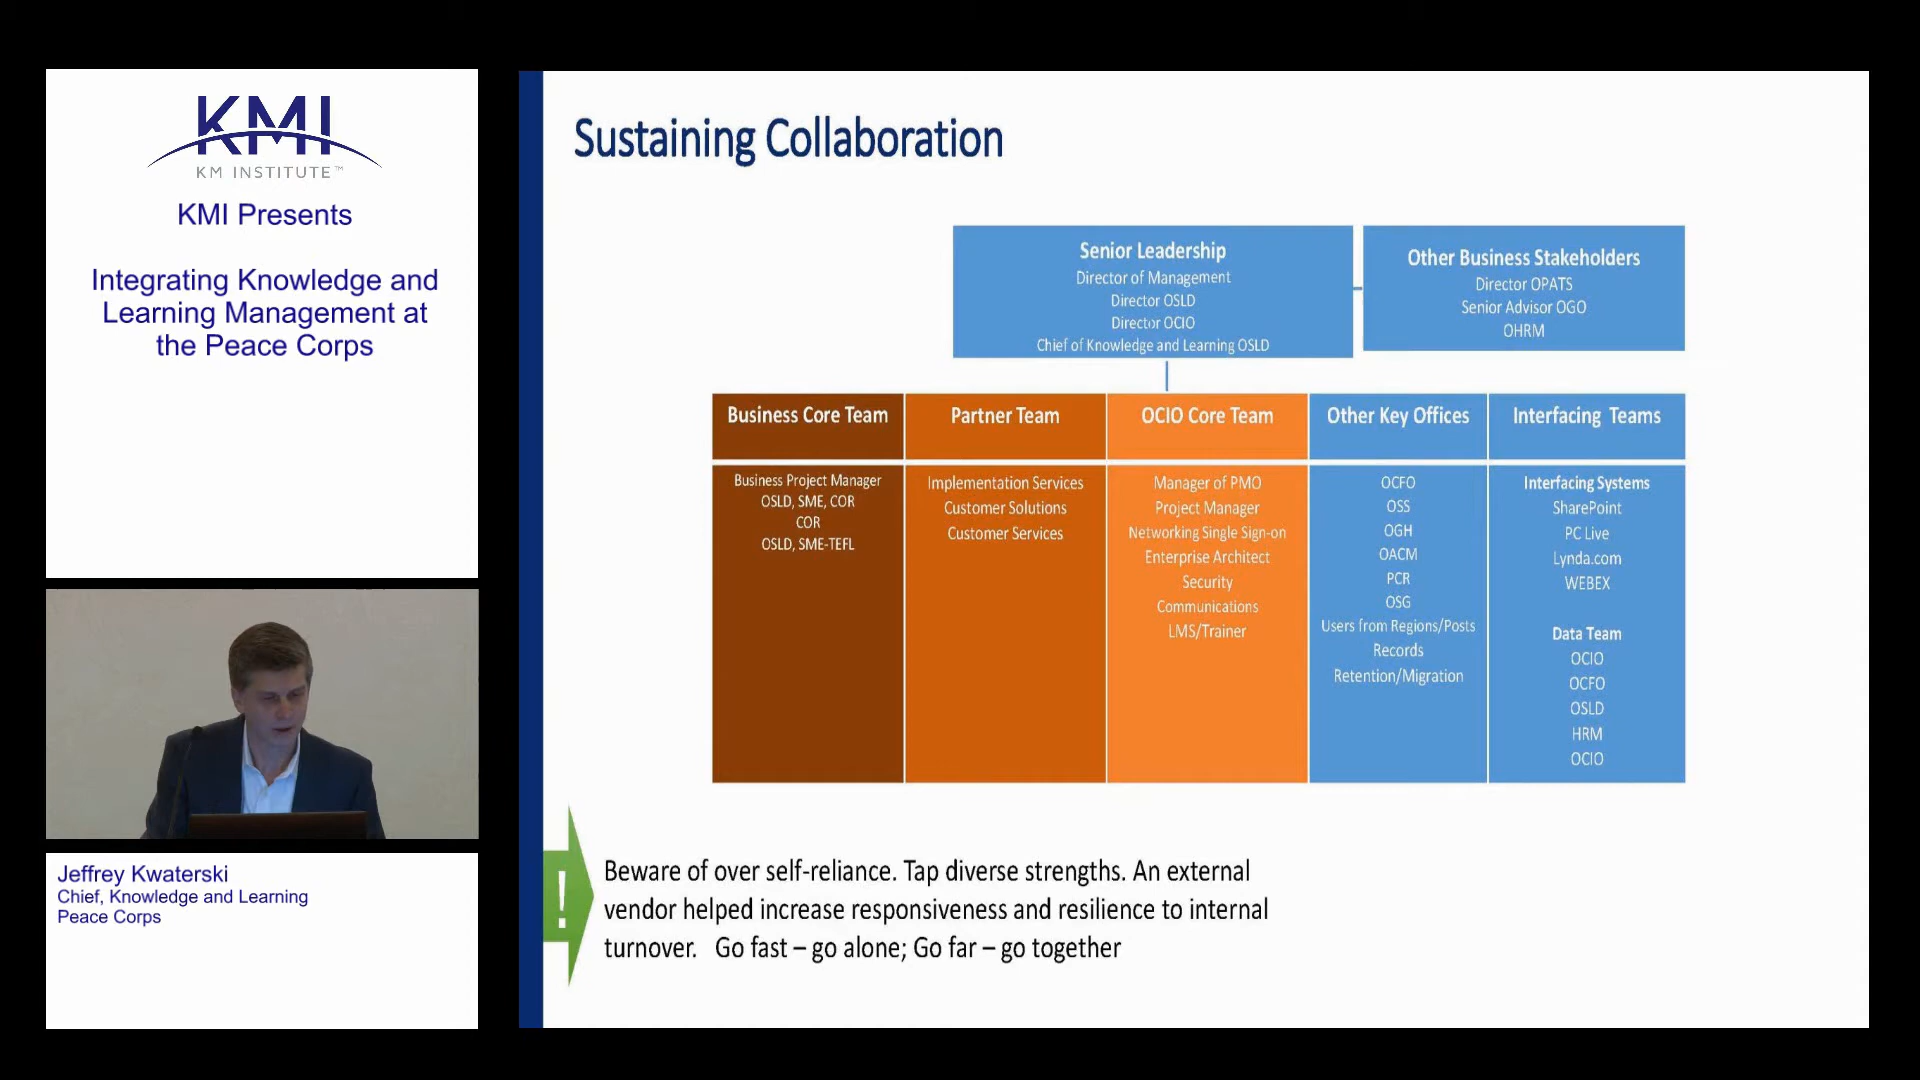 KMI
KM INSTITUTE™
KMI Presents
Integrating Knowledge and
Learning Management at
the Peace Corps
Jeffrey Kwaterski
Chief, Knowledge and Learning
Peace Corps
Sustaining Collaboration
Senior Leadership
Director of Management
Director OSLD
Director OCIO
Chief of Knowledge and Learning OSLD
Other Business Stakeholders
Director OPATS
Senior Advisor OGO
OHRM
Business Core Team
Business Project Manager
OSLD, SME, COR
COR
OSLD, SME-TEFL
Partner Team
Implementation Services
Customer Solutions
Customer Services
OCIO Core Team
Manager of PMO
Project Manager
Networking Single Sign-on
Enterprise Architect
Security
Communications
LMS/Trainer
Other Key Offices
OCFO
OSS
OGH
OACM
PCR
OSG
Users from Regions/Posts
Records
Retention/Migration
Interfacing Teams
Interfacing Systems
SharePoint
PC Live
Lynda.com
WEBEX
Data Team
OCIO
OCFO
OSLD
HRM
OCIO
!
Beware of over self-reliance. Tap diverse strengths. An external
vendor helped increase responsiveness and resilience to internal
turnover. Go fast – go alone; Go far – go together